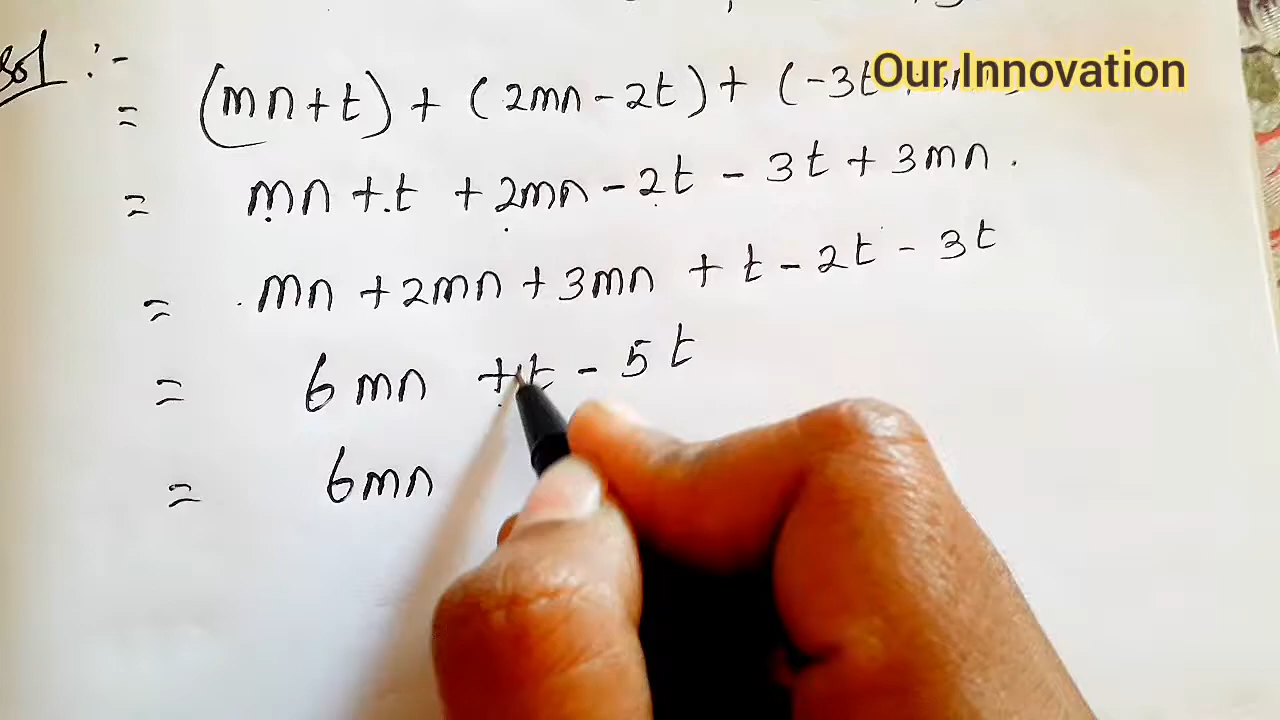 Our Innovation
Sol :-
= (mn+t) + (2mn-2t) + (-3t
= mn +t +2mn-2t - 3t + 3mn .
= mn +2mn + 3mn + t - 2t - 3t
= 6mn +t - 5t
= 6mn